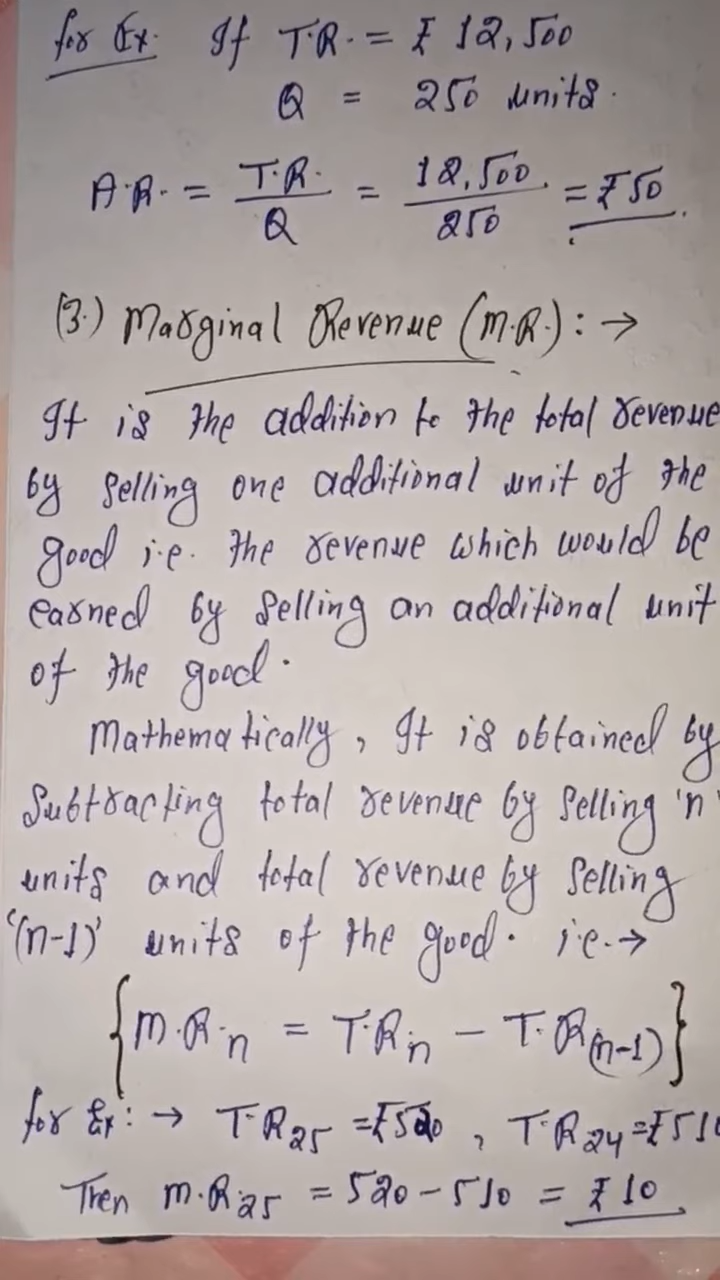 for Ex. If T.R. = ₹ 12,500
Q = 250 units.
A.R. = T.R. / Q = 12,500 / 250 = ₹50
(3.) Marginal Revenue (M.R.): →
It is the addition to the total revenue
by selling one additional unit of the
good i.e. the revenue which would be
earned by selling an additional unit
of the good.
Mathematically, It is obtained by
Subtracting total revenue by selling 'n'
units and total revenue by selling
'(n-1)' units of the good. i.e. →
{M.R.n = T.Rn - T.R(n-1)}
for Ex: → T.R25 = ₹520, T.R24 = ₹510
Then M.R.25 = 520 - 510 = ₹10